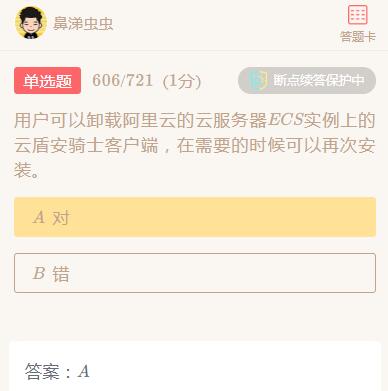 鼻涕虫虫
答题卡
单选题 606/721 (1分) 断点续答保护中
用户可以卸载阿里云的云服务器ECS实例上的
云盾安骑士客户端，在需要的时候可以再次安
装。
A 对
B 错
答案：A